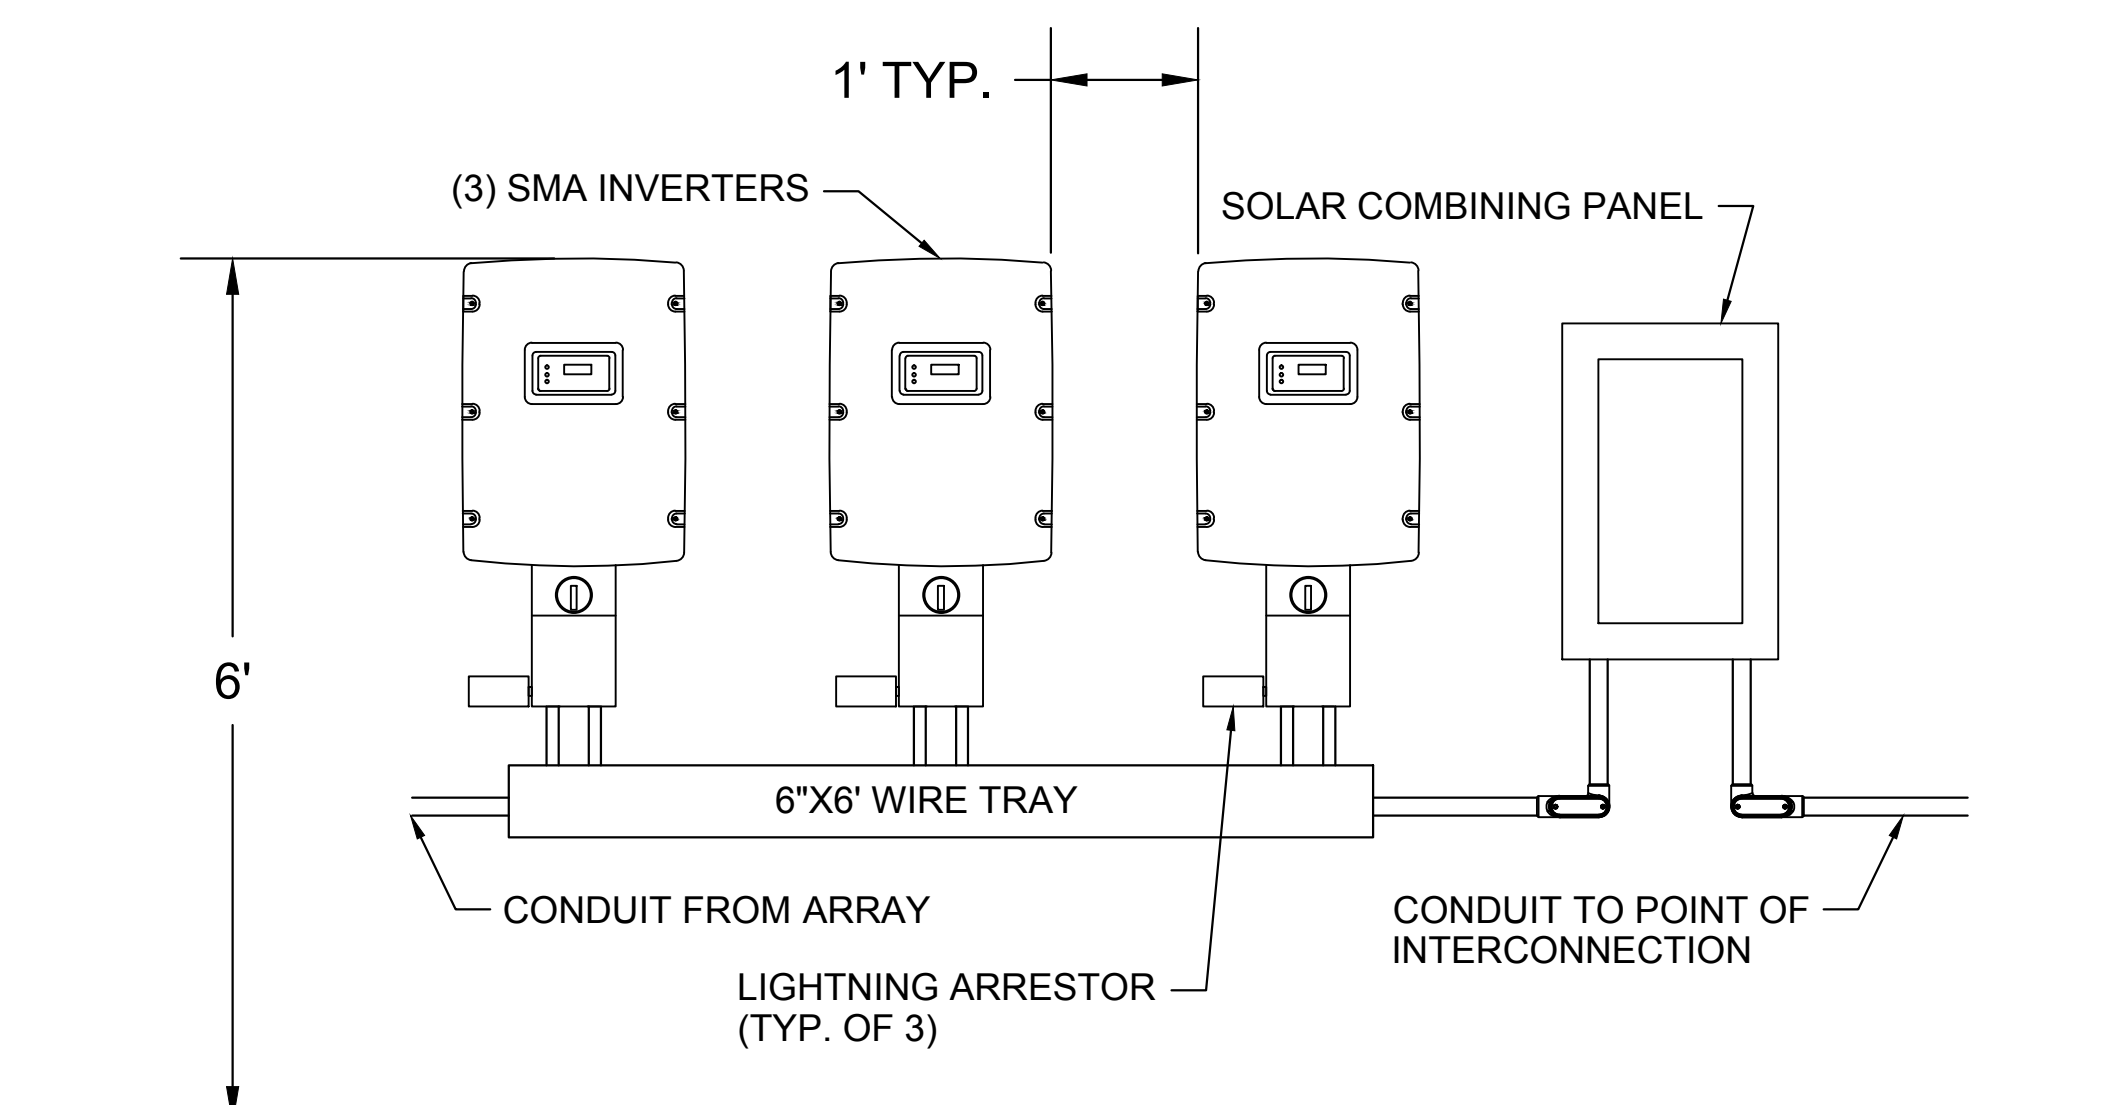 1' TYP.
(3) SMA INVERTERS
SOLAR COMBINING PANEL
6'
6"X6' WIRE TRAY
CONDUIT FROM ARRAY
CONDUIT TO POINT OF
INTERCONNECTION
LIGHTNING ARRESTOR
(TYP. OF 3)